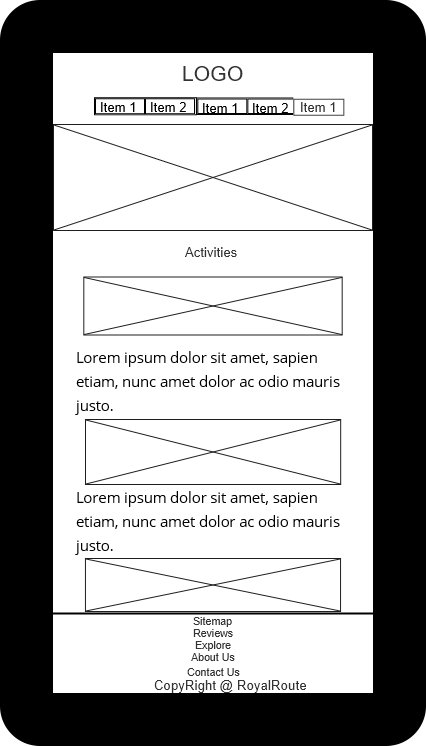 LOGO
Item 1 Item 2 Item 1 Item 2 Item 1
Activities
Lorem ipsum dolor sit amet, sapien
etiam, nunc amet dolor ac odio mauris
justo.
Lorem ipsum dolor sit amet, sapien
etiam, nunc amet dolor ac odio mauris
justo.
Sitemap
Reviews
Explore
About Us
Contact Us
CopyRight @ RoyalRoute